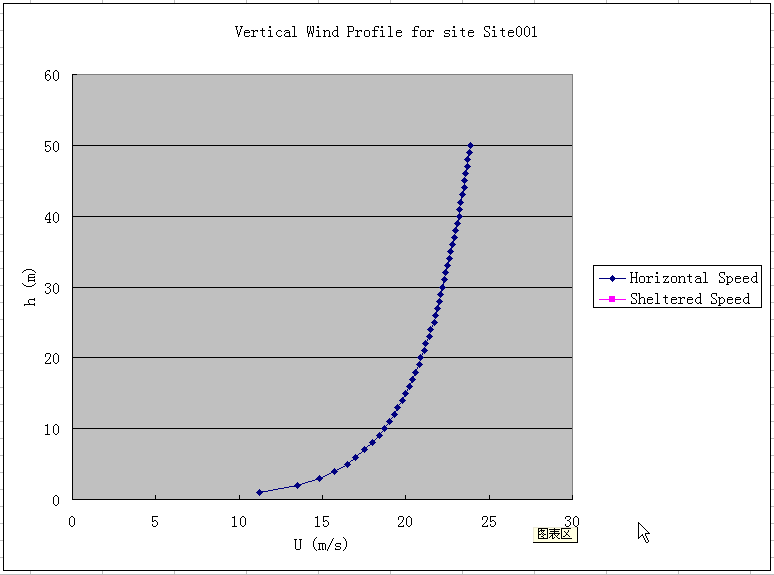 Vertical Wind Profile for site Site001
60
50
40
30
20
10
0
h (m)
0 5 10 15 20 25 30
U (m/s)
Horizontal Speed
Sheltered Speed
图表区